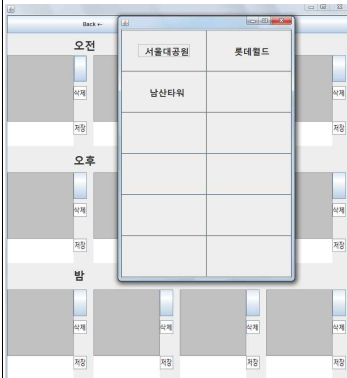 Back ←
오전
서울대공원 롯데월드
남산타워
삭제 삭제
저장 저장
오후
삭제 삭제
저장 저장
밤
삭제 삭제 삭제 삭제
저장 저장 저장 저장